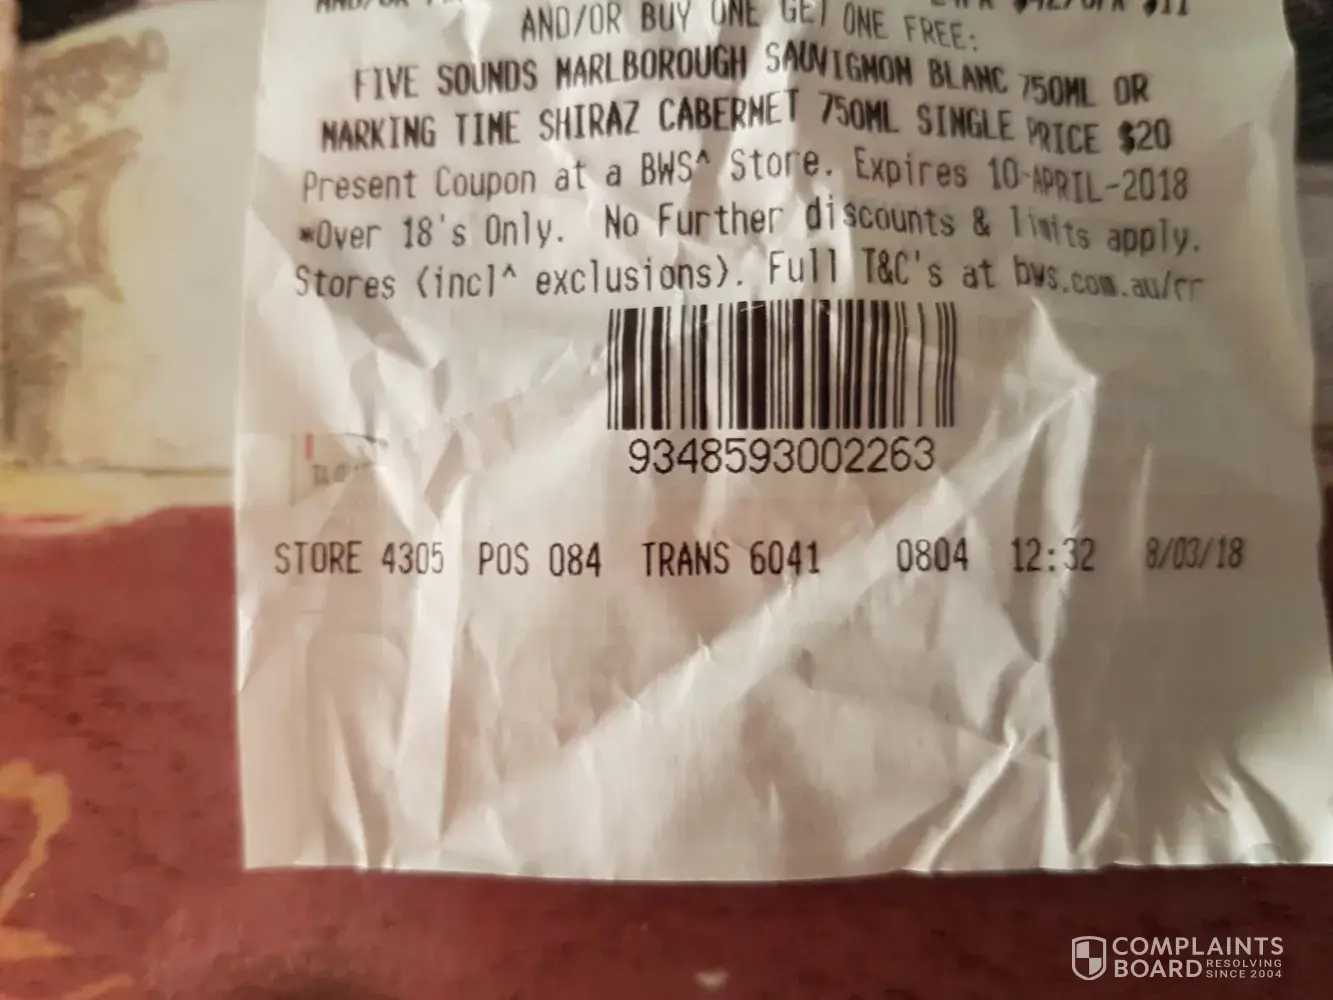 $11
AND/OR BUY ONE GET ONE FREE:
FIVE SOUNDS MARLBOROUGH SAUVIGNON BLANC 750ML OR
MARKING TIME SHIRAZ CABERNET 750ML SINGLE PRICE $20
Present Coupon at a BWS^ Store. Expires 10-APRIL-2018
*Over 18's Only. No Further discounts & limits apply.
Stores (incl^ exclusions). Full T&C's at bws.com.au/rr
9348593002263
STORE 4305 POS 084 TRANS 6041 0804 12:32 8/03/18
COMPLAINTS
BOARD RESOLVING
SINCE 2004